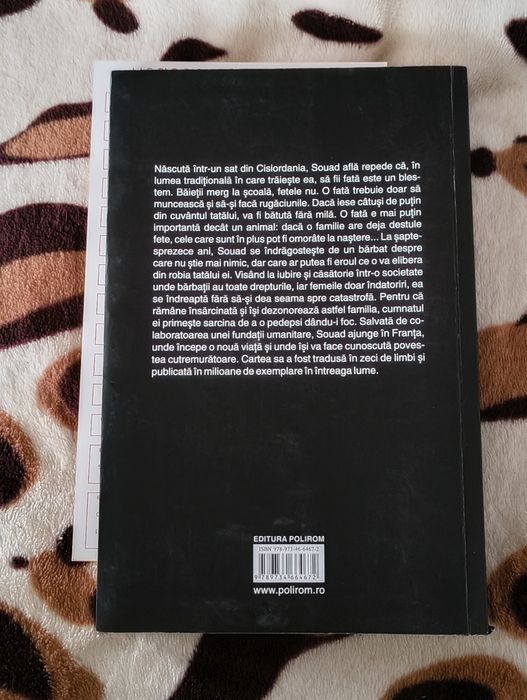 Născută într-un sat din Cisiordania, Souad află repede că, în
lumea tradițională în care trăiește ea, să fii fată este un bles-
tem. Băieții merg la școală, fetele nu. O fată trebuie doar să
muncească și să-și facă rugăciunile. Dacă iese câtuși de puțin
din cuvântul tatălui, va fi bătută fără milă. O fată e mai puțin
importantă decât un animal: dacă o familie are deja destule
fete, cele care sunt în plus pot fi omorâte la naștere... La șapte-
sprezece ani, Souad se îndrăgostește de un bărbat despre
care nu știe mai nimic, dar care ar putea fi eroul ce o va elibera
din robia tatălui ei. Visând la iubire și căsătorie într-o societate
unde bărbații au toate drepturile, iar femeile doar îndatoriri, ea
se îndreaptă fără să-și dea seama spre catastrofă. Pentru că
rămâne însărcinată și își dezonorează astfel familia, cumnatul
ei primește sarcina de a o pedepsi dându-i foc. Salvată de co-
laboratoarea unei fundații umanitare, Souad ajunge în Franța,
unde începe o nouă viață și unde își va face cunoscută poves-
tea cutremurătoare. Cartea sa a fost tradusă în zeci de limbi și
publicată în milioane de exemplare în întreaga lume.
EDITURA POLIROM
ISBN 978-973-46-6467-2
9 789734 664672
www.polirom.ro